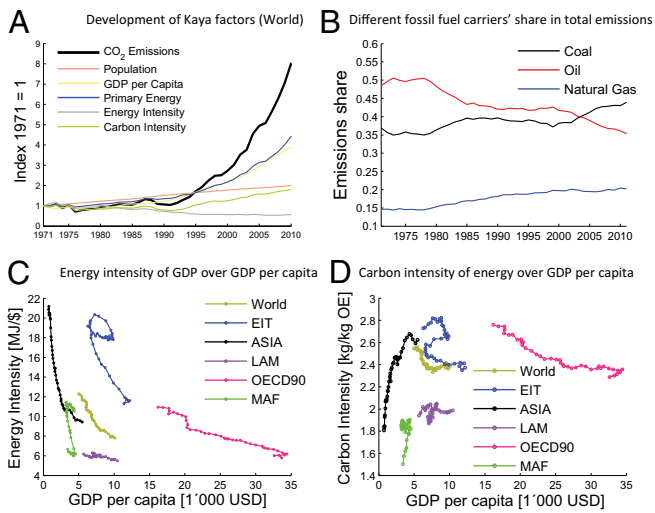 A Development of Kaya factors (World)
Index 1971 = 1
9
8
7
6
5
4
3
2
1
0
CO2 Emissions
Population
GDP per Capita
Primary Energy
Energy Intensity
Carbon Intensity
1971 1975 1980 1985 1990 1995 2000 2005 2010
B Different fossil fuel carriers’ share in total emissions
Emissions share
0.6
0.5
0.5
0.4
0.3
0.3
0.2
0.2
0.1
Coal
Oil
Natural Gas
1975 1980 1985 1990 1995 2000 2005 2010
C Energy intensity of GDP over GDP per capita
Energy Intensity [MJ/$]
22
20
18
16
14
12
10
8
6
4
World
EIT
ASIA
LAM
OECD90
MAF
0 5 10 15 20 25 30 35
GDP per capita [1´000 USD]
D Carbon intensity of energy over GDP per capita
Carbon Intensity [kg/kg OE]
3
2.8
2.6
2.4
2.2
2
1.8
1.6
1.4
World
EIT
ASIA
LAM
OECD90
MAF
0 5 10 15 20 25 30 35
GDP per capita [1´000 USD]